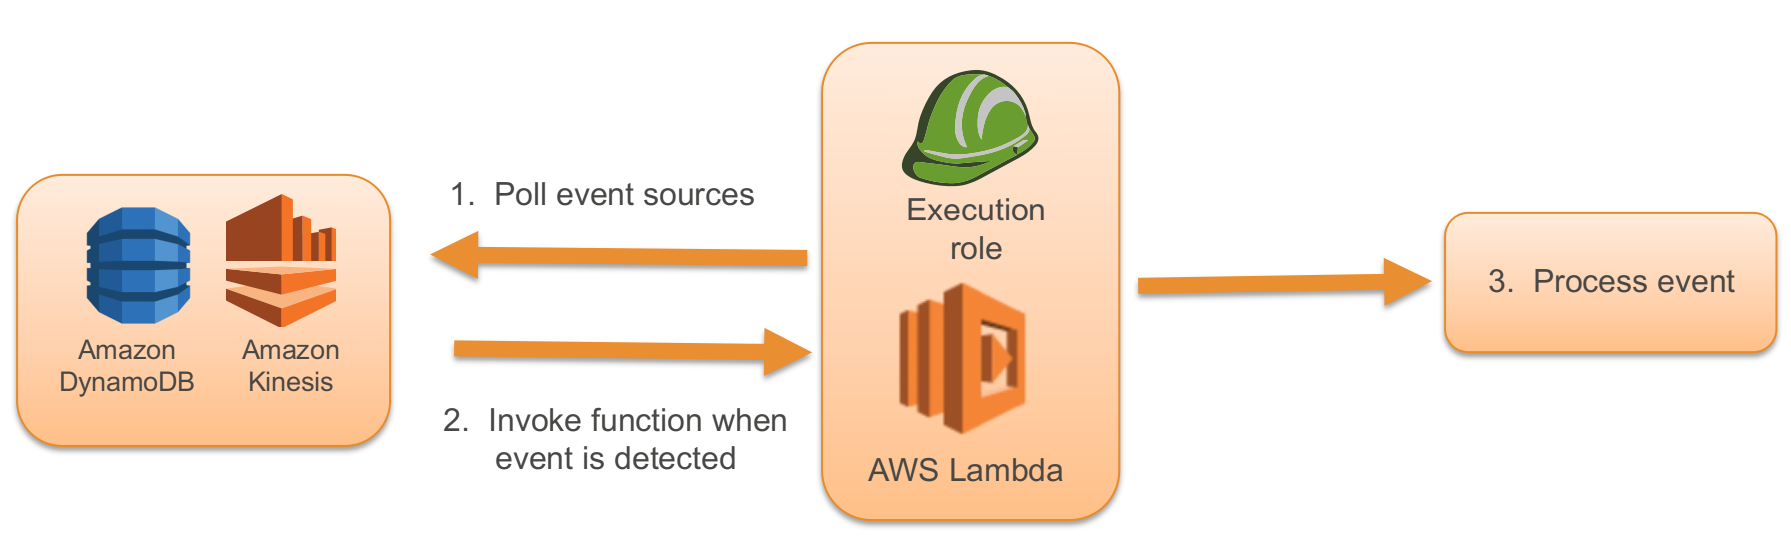 Amazon
DynamoDB
Amazon
Kinesis
1. Poll event sources
2. Invoke function when
event is detected
Execution
role
AWS Lambda
3. Process event